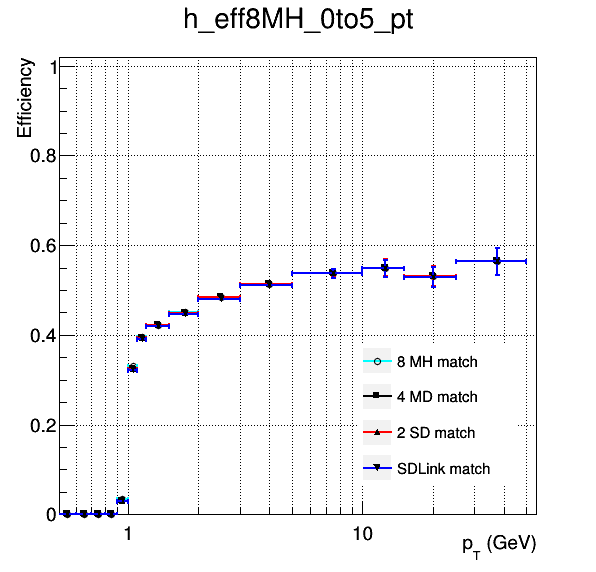 h_eff8MH_0to5_pt
Efficiency
1
0.8
0.6
0.4
0.2
0
8 MH match
4 MD match
2 SD match
SDLink match
1
10
p_T (GeV)